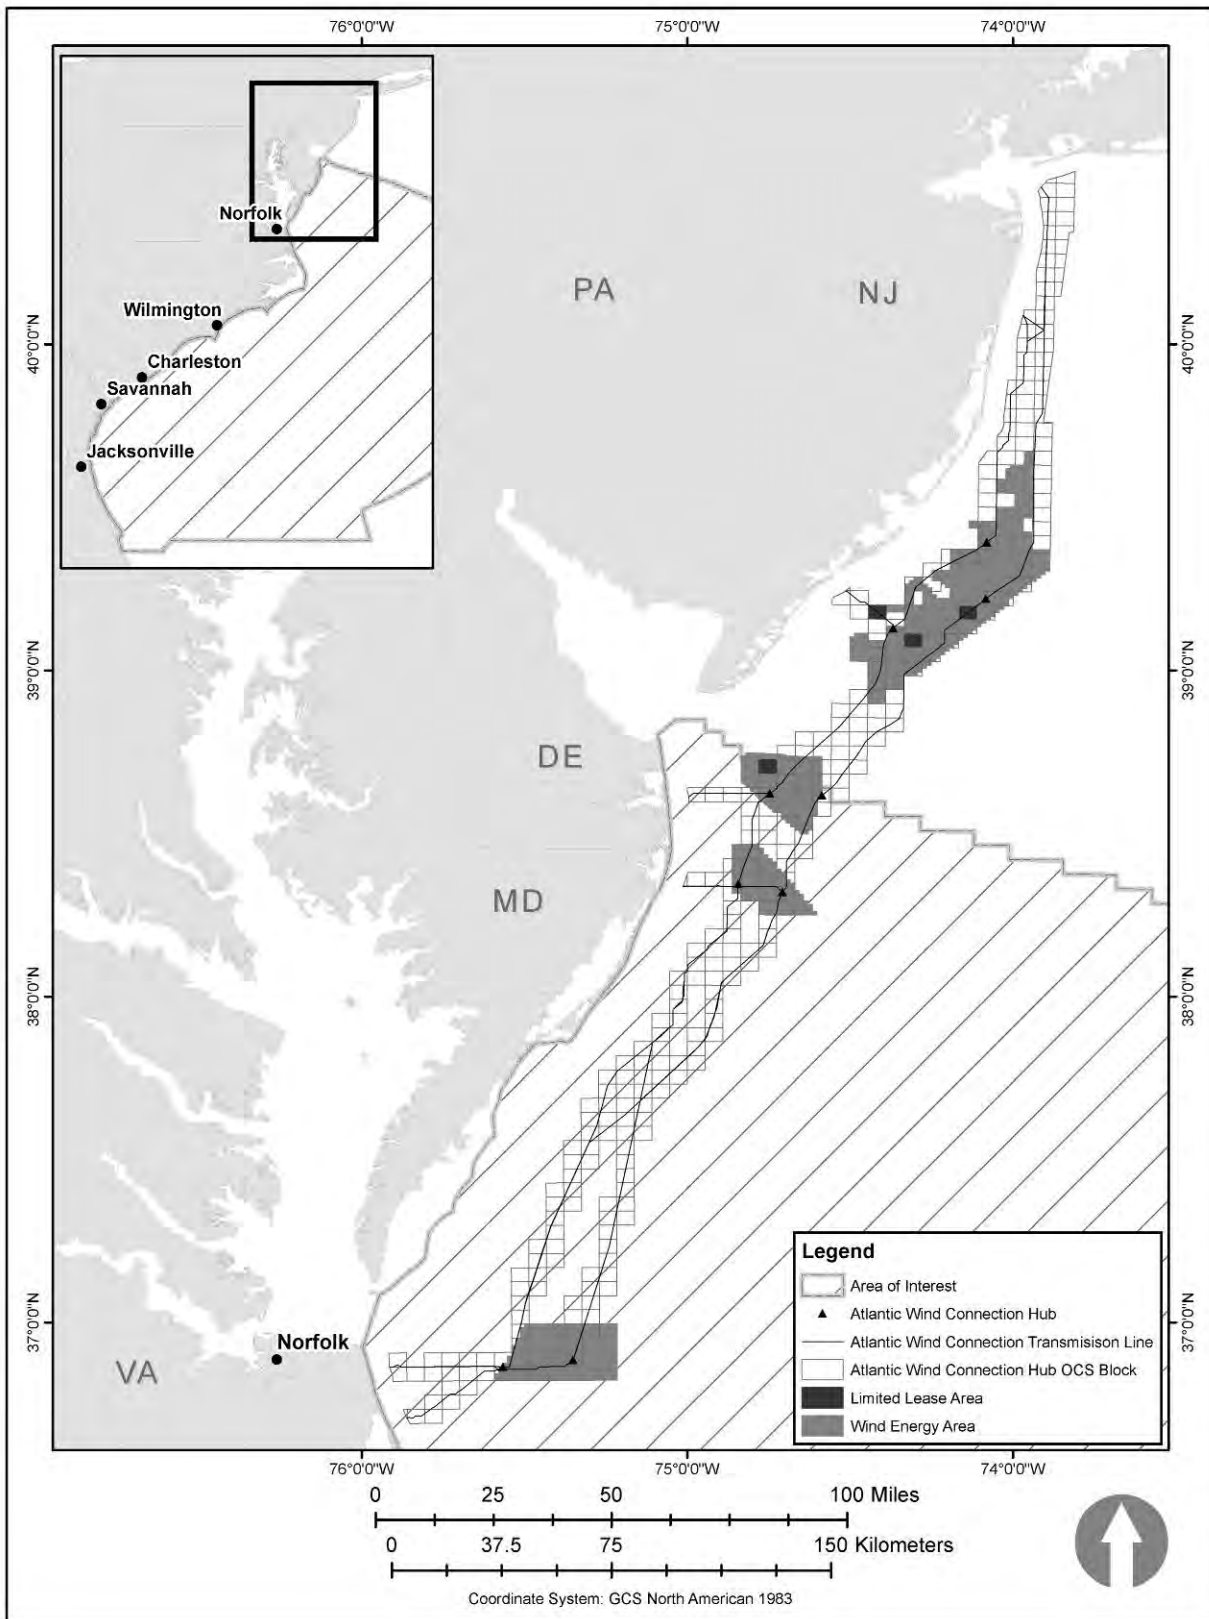 76°0'0"W
75°0'0"W
74°0'0"W
Norfolk
Wilmington
Charleston
Savannah
Jacksonville
PA
NJ
40°0'0"N
40°0'0"N
39°0'0"N
39°0'0"N
DE
MD
38°0'0"N
38°0'0"N
37°0'0"N
37°0'0"N
Norfolk
VA
Legend
Area of Interest
Atlantic Wind Connection Hub
Atlantic Wind Connection Transmisison Line
Atlantic Wind Connection Hub OCS Block
Limited Lease Area
Wind Energy Area
76°0'0"W
75°0'0"W
74°0'0"W
0 25 50 100 Miles
0 37.5 75 150 Kilometers
Coordinate System: GCS North American 1983